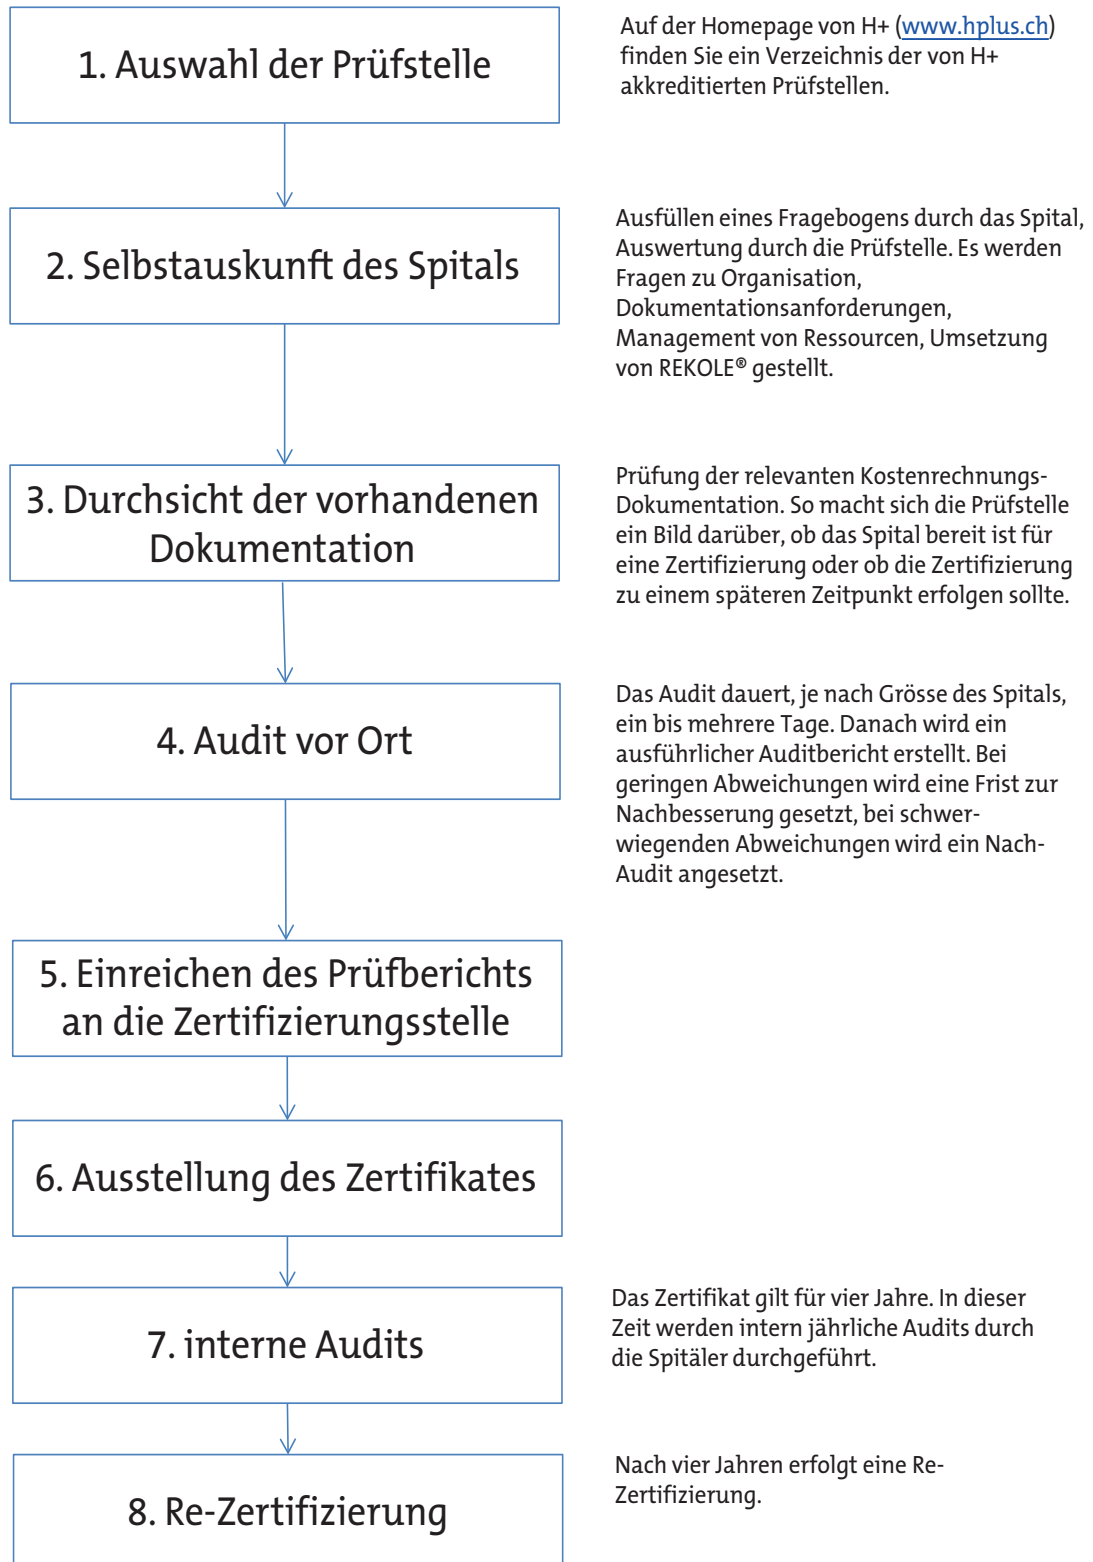 1. Auswahl der Prüfstelle
Auf der Homepage von H+ (www.hplus.ch)
finden Sie ein Verzeichnis der von H+
akkreditierten Prüfstellen.
2. Selbstauskunft des Spitals
Ausfüllen eines Fragebogens durch das Spital,
Auswertung durch die Prüfstelle. Es werden
Fragen zu Organisation,
Dokumentationsanforderungen,
Management von Ressourcen, Umsetzung
von REKOLE® gestellt.
3. Durchsicht der vorhandenen
Dokumentation
Prüfung der relevanten Kostenrechnungs-
Dokumentation. So macht sich die Prüfstelle
ein Bild darüber, ob das Spital bereit ist für
eine Zertifizierung oder ob die Zertifizierung
zu einem späteren Zeitpunkt erfolgen sollte.
4. Audit vor Ort
Das Audit dauert, je nach Grösse des Spitals,
ein bis mehrere Tage. Danach wird ein
ausführlicher Auditbericht erstellt. Bei
geringen Abweichungen wird eine Frist zur
Nachbesserung gesetzt, bei schwer-
wiegenden Abweichungen wird ein Nach-
Audit angesetzt.
5. Einreichen des Prüfberichts
an die Zertifizierungsstelle
6. Ausstellung des Zertifikates
7. interne Audits
Das Zertifikat gilt für vier Jahre. In dieser
Zeit werden intern jährliche Audits durch
die Spitäler durchgeführt.
8. Re-Zertifizierung
Nach vier Jahren erfolgt eine Re-
Zertifizierung.